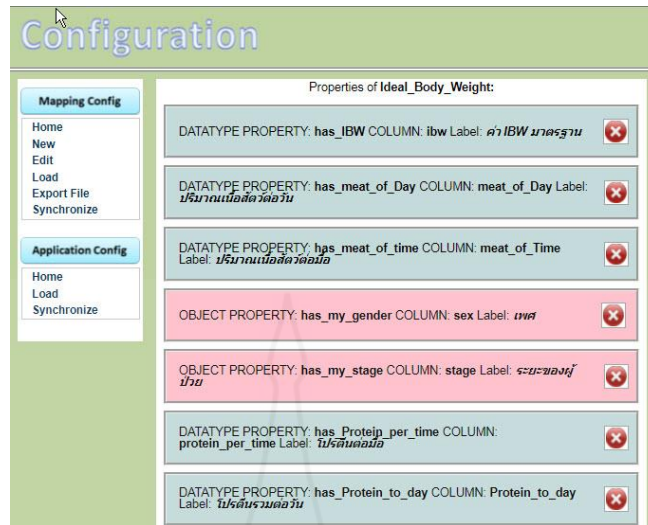 Configuration
Mapping Config
Home
New
Edit
Load
Export File
Synchronize
Application Config
Home
Load
Synchronize
Properties of Ideal_Body_Weight:
DATATYPE PROPERTY: has_IBW COLUMN: ibw Label: ค่า IBW มาตรฐาน
DATATYPE PROPERTY: has_meat_of_Day COLUMN: meat_of_Day Label:
ปริมาณเนื้อสัตว์ต่อวัน
DATATYPE PROPERTY: has_meat_of_time COLUMN: meat_of_Time
Label: ปริมาณเนื้อสัตว์ต่อมื้อ
OBJECT PROPERTY: has_my_gender COLUMN: sex Label: เพศ
OBJECT PROPERTY: has_my_stage COLUMN: stage Label: ระยะของผู้
ป่วย
DATATYPE PROPERTY: has_Protein_per_time COLUMN:
protein_per_time Label: โปรตีนต่อมื้อ
DATATYPE PROPERTY: has_Protein_to_day COLUMN: Protein_to_day
Label: โปรตีนรวมต่อวัน